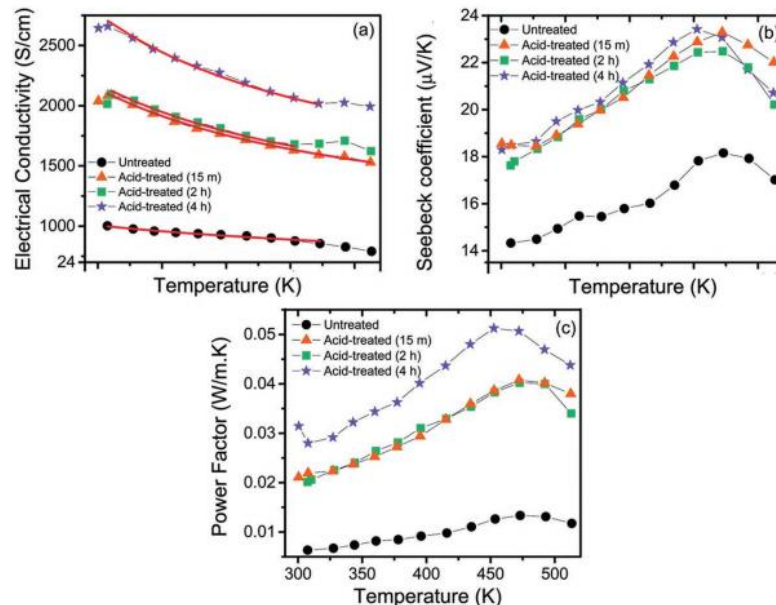 (a)
Electrical Conductivity (S/cm)
2500
2000
1500
1000
24
Untreated
Acid-treated (15 m)
Acid-treated (2 h)
Acid-treated (4 h)
Temperature (K)
(b)
Seebeck coefficient (μV/K)
24
22
20
18
16
14
Untreated
Acid-treated (15 m)
Acid-treated (2 h)
Acid-treated (4 h)
Temperature (K)
(c)
Power Factor (W/m.K)
0.05
0.04
0.03
0.02
0.01
Untreated
Acid-treated (15 m)
Acid-treated (2 h)
Acid-treated (4 h)
300 350 400 450 500
Temperature (K)